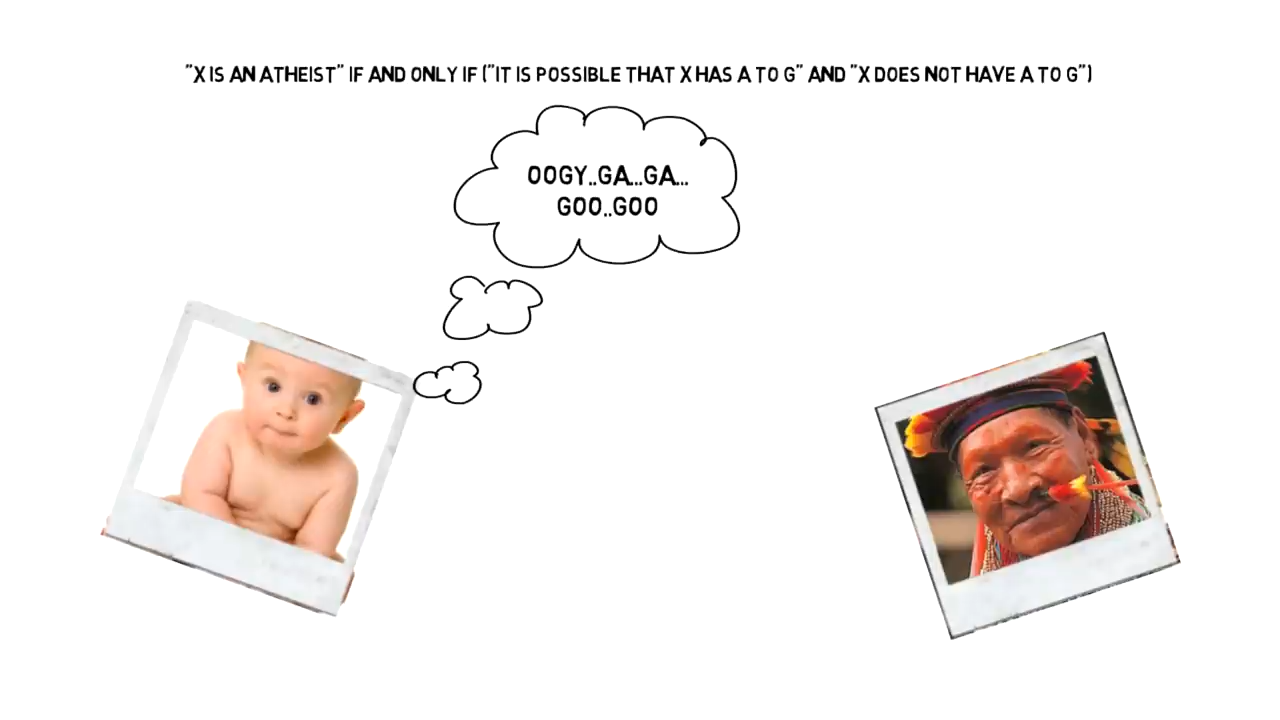 "X IS AN ATHEIST" IF AND ONLY IF ("IT IS POSSIBLE THAT X HAS A TO G" AND "X DOES NOT HAVE A TO G")
OOGY..GA...GA...
GOO..GOO